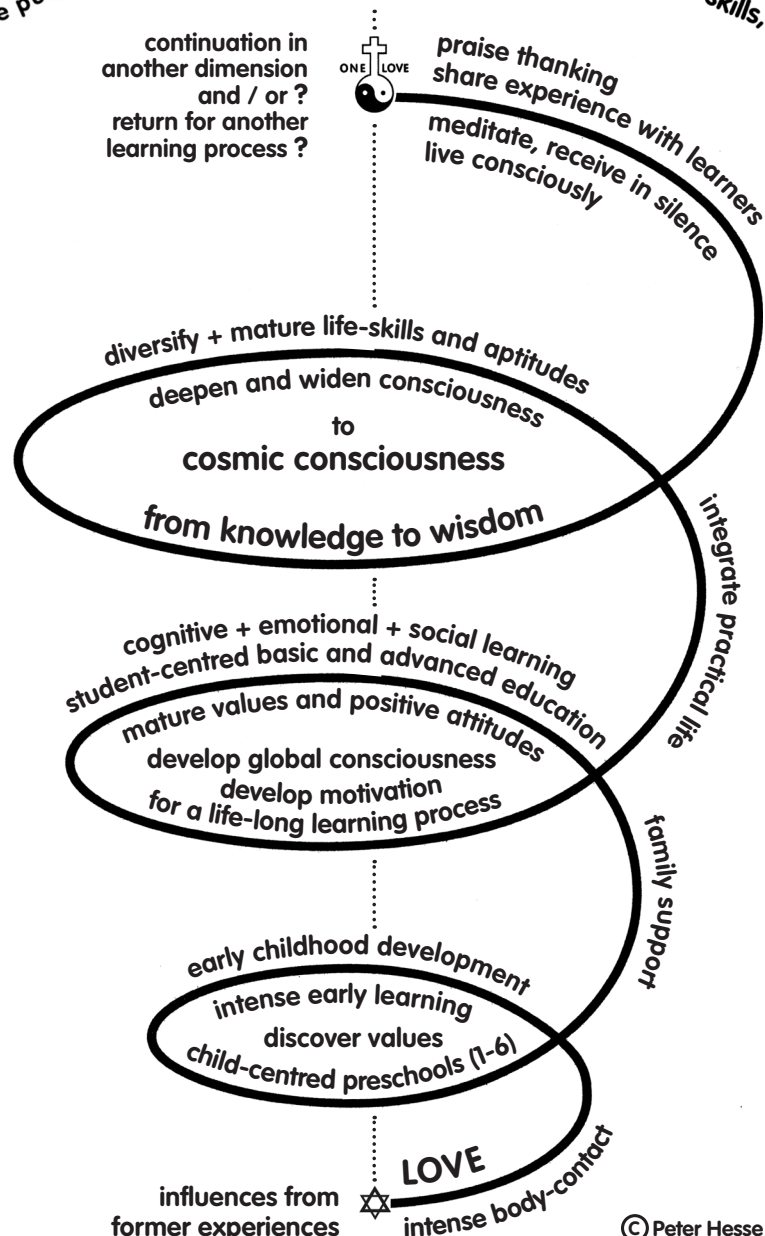 skills,
continuation in
another dimension
and / or ?
return for another
learning process ?
ONE LOVE
praise thanking
share experience with learners
meditate, receive in silence
live consciously
diversify + mature life-skills and aptitudes
deepen and widen consciousness
to
cosmic consciousness
from knowledge to wisdom
integrate practical life
cognitive + emotional + social learning
student-centred basic and advanced education
mature values and positive attitudes
develop global consciousness
develop motivation
for a life-long learning process
family support
early childhood development
intense early learning
discover values
child-centred preschools (1-6)
LOVE
intense body-contact
influences from
former experiences
© Peter Hesse